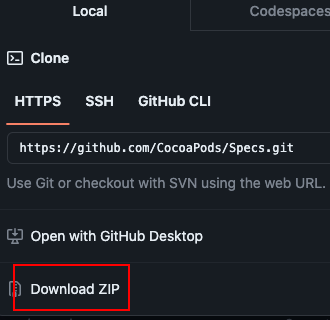 Local
Codespaces
Clone
HTTPS
SSH
GitHub CLI
https://github.com/CocoaPods/Specs.git
Use Git or checkout with SVN using the web URL.
Open with GitHub Desktop
Download ZIP